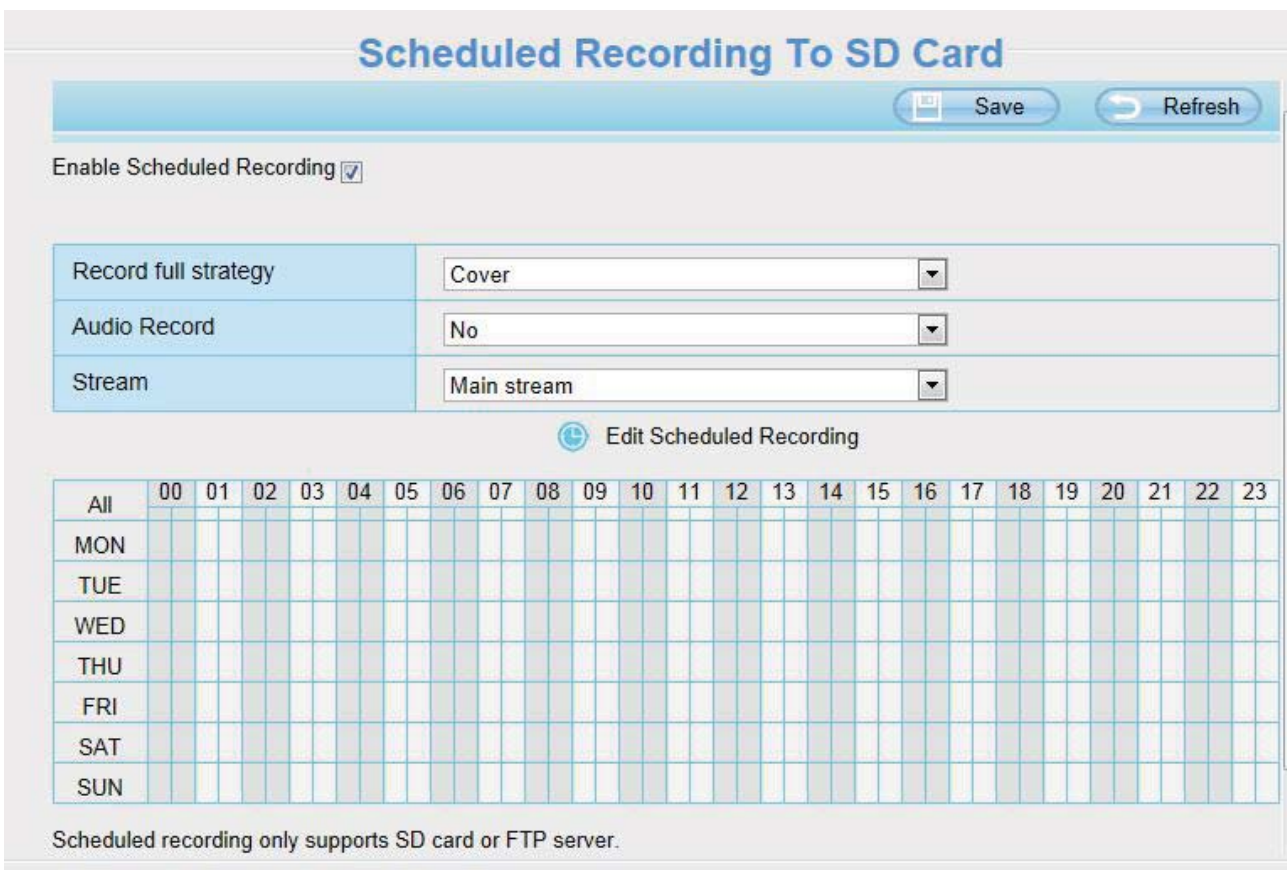 Scheduled Recording To SD Card
Save Refresh
Enable Scheduled Recording
Record full strategy Cover
Audio Record No
Stream Main stream
Edit Scheduled Recording
All 00 01 02 03 04 05 06 07 08 09 10 11 12 13 14 15 16 17 18 19 20 21 22 23
MON
TUE
WED
THU
FRI
SAT
SUN
Scheduled recording only supports SD card or FTP server.